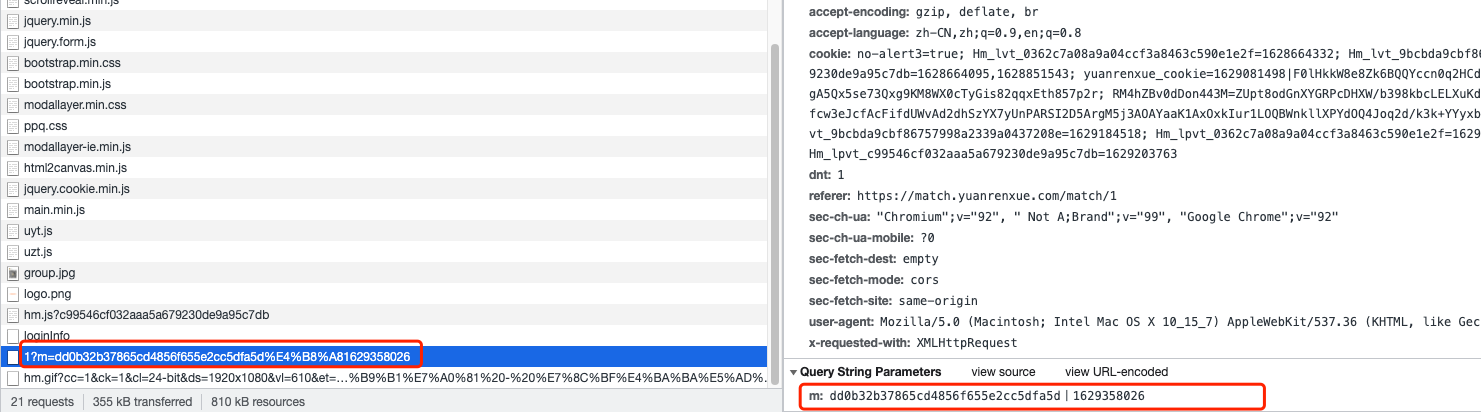 scrollreveal.min.js
jquery.min.js
jquery.form.js
bootstrap.min.css
bootstrap.min.js
modallayer.min.css
ppq.css
modallayer-ie.min.js
html2canvas.min.js
jquery.cookie.min.js
main.min.js
uyt.js
uzt.js
group.jpg
logo.png
hm.js?c99546cf032aaa5a679230de9a95c7db
loginInfo
1?m=dd0b32b37865cd4856f655e2cc5dfa5d%E4%B8%A81629358026
hm.gif?cc=1&ck=1&cl=24-bit&ds=1920x1080&vl=610&et=…%B9%B1%E7%A0%81%20-%20%E7%8C%BF%E4%BA%BA%E5%AD%.
21 requests
355 kB transferred
810 kB resources
accept-encoding: gzip, deflate, br
accept-language: zh-CN,zh;q=0.9,en;q=0.8
cookie: no-alert3=true; Hm_lvt_0362c7a08a9a04ccf3a8463c590e1e2f=1628664332; Hm_lvt_9bcbda9cbf86
9230de9a95c7db=1628664095,1628851543; yuanrenxue_cookie=1629081498|F0lHkkW8e8Zk6BQQYccn0q2HCd
gA5Qx5se73Qxg9KM8WX0cTyGis82qqxEth857p2r; RM4hZBv0dDon443M=ZUpt8odGnXYGRPcDHXW/b398kbcLELXuKd
fcw3eJcfAcFifdUWvAd2dhSzYX7yUnPARSI2D5ArgM5j3AOAYaaK1AxOxkIur1LOQBWnkllXPYdOQ4Joq2d/k3k+YYyxb
vt_9bcbda9cbf86757998a2339a0437208e=1629184518; Hm_lpvt_0362c7a08a9a04ccf3a8463c590e1e2f=1629
Hm_lpvt_c99546cf032aaa5a679230de9a95c7db=1629203763
dnt: 1
referer: https://match.yuanrenxue.com/match/1
sec-ch-ua: "Chromium";v="92", " Not A;Brand";v="99", "Google Chrome";v="92"
sec-ch-ua-mobile: ?0
sec-fetch-dest: empty
sec-fetch-mode: cors
sec-fetch-site: same-origin
user-agent: Mozilla/5.0 (Macintosh; Intel Mac OS X 10_15_7) AppleWebKit/537.36 (KHTML, like Gec
x-requested-with: XMLHttpRequest
Query String Parameters view source view URL-encoded
m: dd0b32b37865cd4856f655e2cc5dfa5d丨1629358026